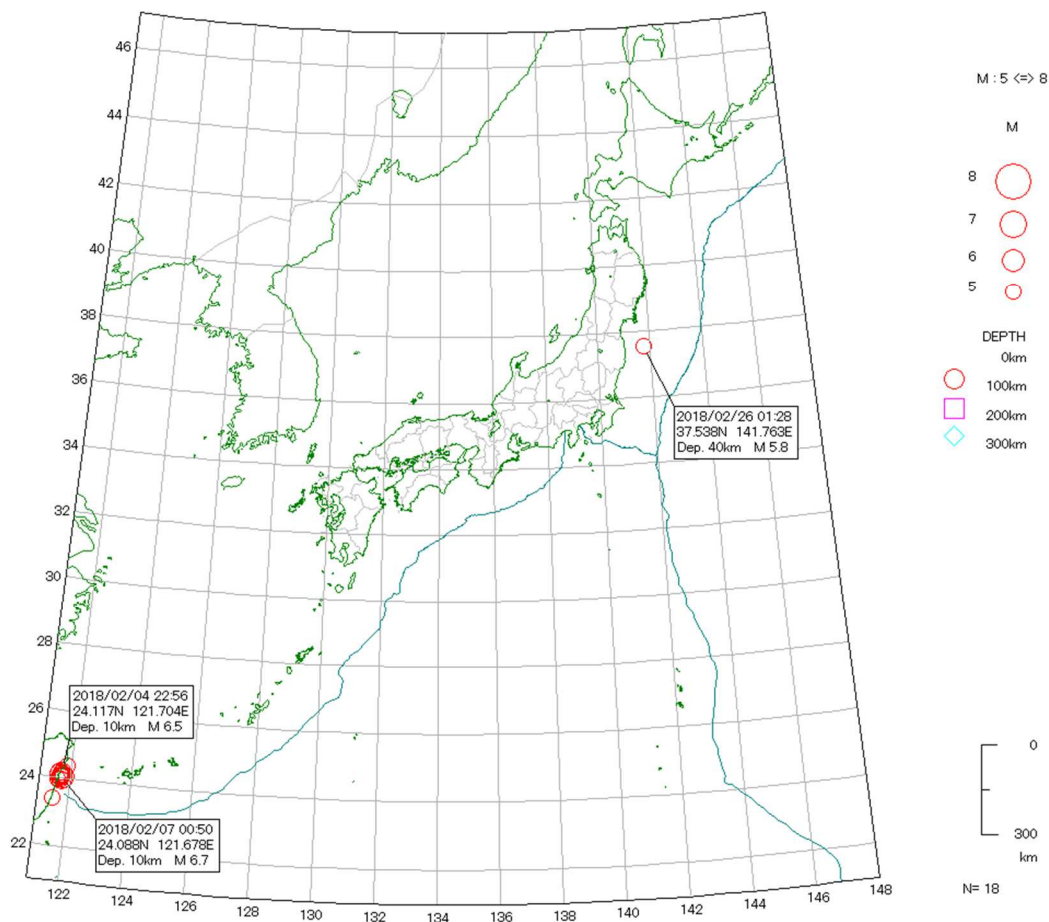 46
44
42
40
38
36
34
32
30
28
26
24
22
122
124
126
128
130
132
134
136
138
140
142
144
146
148
2018/02/26 01:28
37.538N 141.763E
Dep. 40km M 5.8
2018/02/04 22:56
24.117N 121.704E
Dep. 10km M 6.5
2018/02/07 00:50
24.088N 121.678E
Dep. 10km M 6.7
M : 5 <=> 8
M
8
7
6
5
DEPTH
0km
100km
200km
300km
0
300
km
N= 18